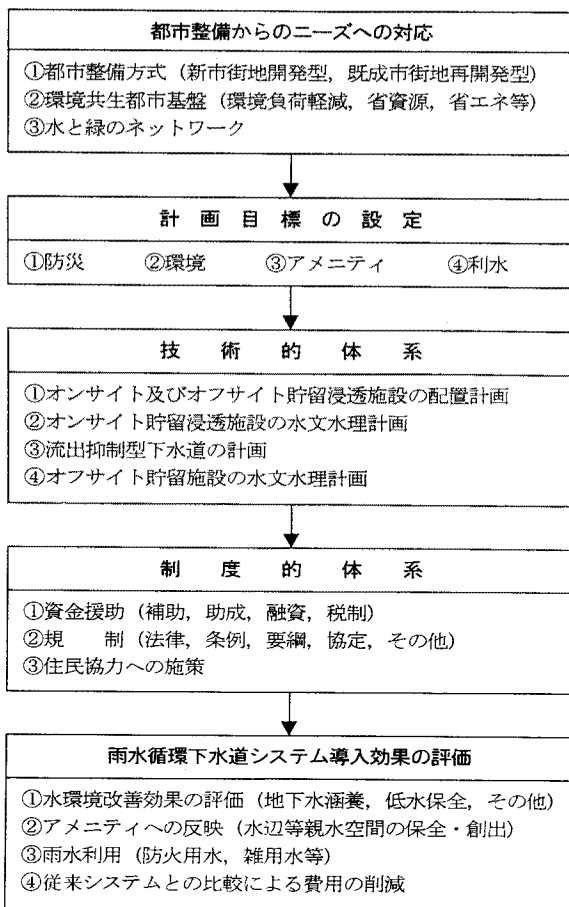 都市整備からのニーズへの対応
①都市整備方式（新市街地開発型，既成市街地再開発型）
②環境共生都市基盤（環境負荷軽減，省資源，省エネ等）
③水と緑のネットワーク
計画目標の設定
①防災 ②環境 ③アメニティ ④利水
技術的体系
①オンサイト及びオフサイト貯留浸透施設の配置計画
②オンサイト貯留浸透施設の水文水理計画
③流出抑制型下水道の計画
④オフサイト貯留施設の水文水理計画
制度的体系
①資金援助（補助，助成，融資，税制）
②規　制（法律，条例，要綱，協定，その他）
③住民協力への施策
雨水循環下水道システム導入効果の評価
①水環境改善効果の評価（地下水涵養，低水保全，その他）
②アメニティへの反映（水辺等親水空間の保全・創出）
③雨水利用（防火用水，雑用水等）
④従来システムとの比較による費用の削減